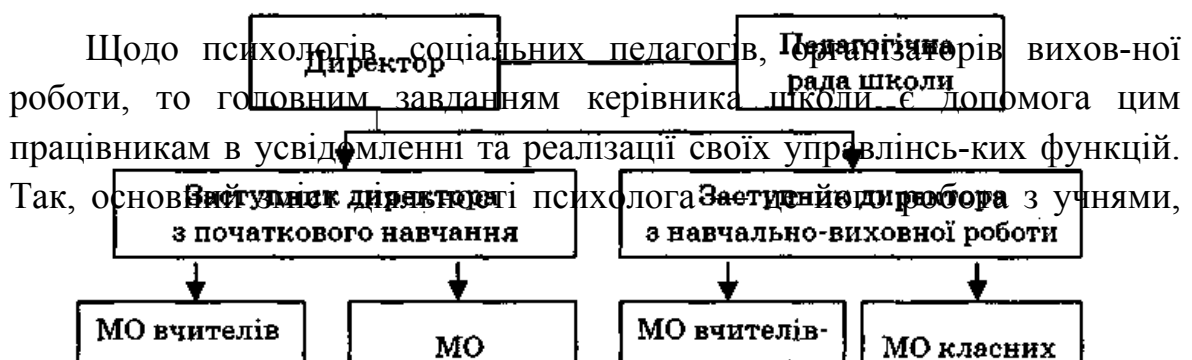 Щодо психологів, соціальних педагогів, організаторів вихов-ної
роботи, то головним завданням керівника школи є допомога цим
працівникам в усвідомленні та реалізації своїх управлінсь-ких функцій.
Так, основний зміст діяльності психолога — це його робота з учнями,
Директор
Педагогічна
рада школи
Заступник директора
з початкового навчання
Заступник директора
з навчально-виховної роботи
МО вчителів
МО
МО вчителів-
МО класних